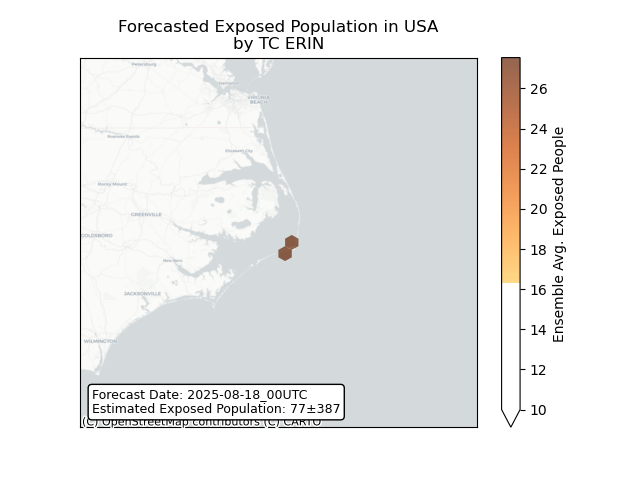 Forecasted Exposed Population in USA
by TC ERIN
Petersburg
VIRGINIA
BEACH
Roanoke Rapids
Elizabeth City
Rocky Mount
GREENVILLE
GOLDSBORO
New Bern
JACKSONVILLE
WILMINGTON
26
24
22
20
18
16
14
12
10
Ensemble Avg. Exposed People
Forecast Date: 2025-08-18_00UTC
Estimated Exposed Population: 77±387
(C) OpenStreetMap contributors (C) CARTO